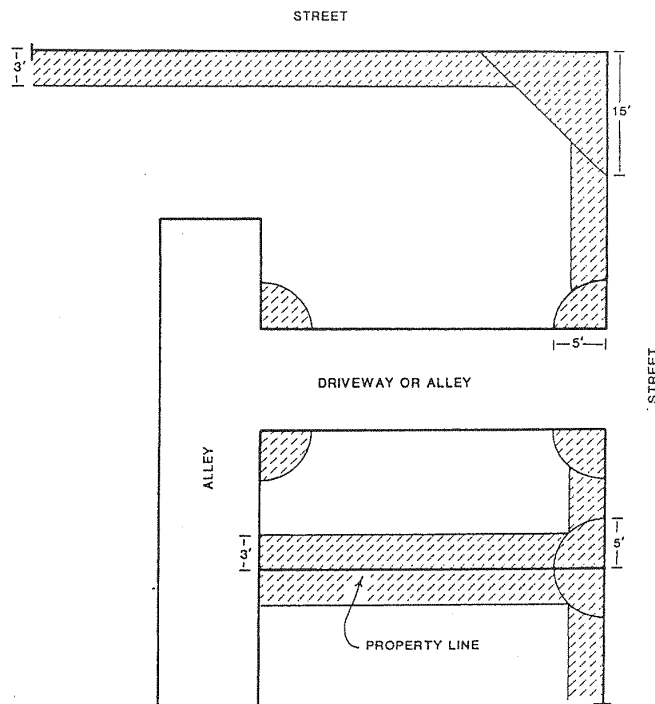 STREET
3'
15'
5'
DRIVEWAY OR ALLEY
STREET
ALLEY
3'
5'
PROPERTY LINE